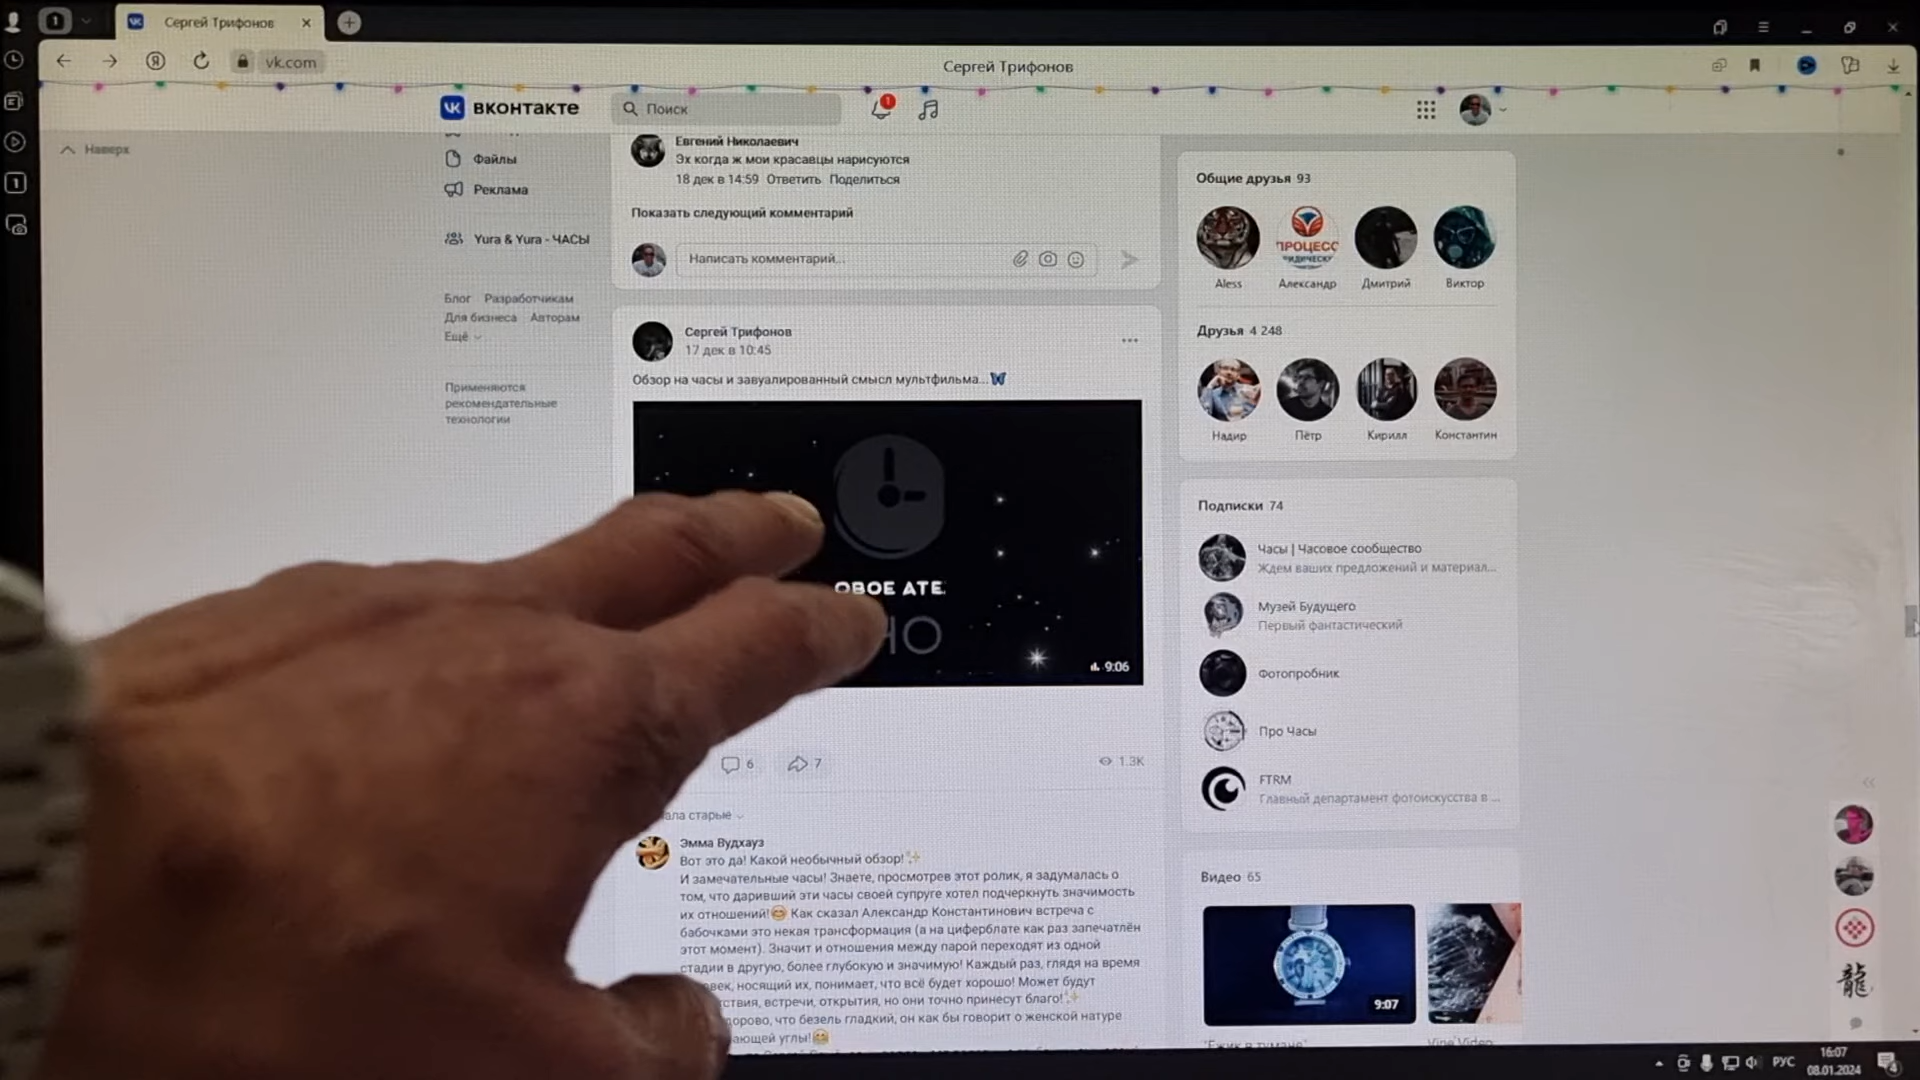 1
Сергей Трифонов
vk.com
Сергей Трифонов
вконтакте
Поиск
1
Наверх
Файлы
Реклама
Yura & Yura - ЧАСЫ
Блог Разработчикам
Для бизнеса Авторам
Ещё
Применяются
рекомендательные
технологии
Евгений Николаевич
Эх когда ж мои красавцы нарисуются
18 дек в 14:59 Ответить Поделиться
Показать следующий комментарий
Написать комментарий...
Сергей Трифонов
17 дек в 10:45
Обзор на часы и завуалированный смысл мультфильма...
ОВОЕ АТЕ
НО
9:06
6
7
1.3K
ала старые
Эмма Вудхауз
Вот это да! Какой необычный обзор!
И замечательные часы! Знаете, просмотрев этот ролик, я задумалась о
том, что даривший эти часы своей супруге хотел подчеркнуть значимость
их отношений! Как сказал Александр Константинович встреча с
бабочками это некая трансформация (а на циферблате как раз запечатлён
этот момент). Значит и отношения между парой переходят из одной
стадии в другую, более глубокую и значимую! Каждый раз, глядя на время
век, носящий их, понимает, что всё будет хорошо! Может будут
ствия, встречи, открытия, но они точно принесут благо!
дорово, что безель гладкий, он как бы говорит о женской натуре
ающей углы!
Общие друзья 93
ПРОЦЕСС
Aless
Александр
Дмитрий
Виктор
Друзья 4 248
Надир
Пётр
Кирилл
Константин
Подписки 74
Часы | Часовое сообщество
Ждем ваших предложений и материал...
Музей Будущего
Первый фантастический
Фотопробник
Про Часы
FTRM
Главный департамент фотоискусства в ...
Видео 65
9:07
"Ёжик в тумане"
Vine Video
龍
РУС
16:07
08.01.2024
4